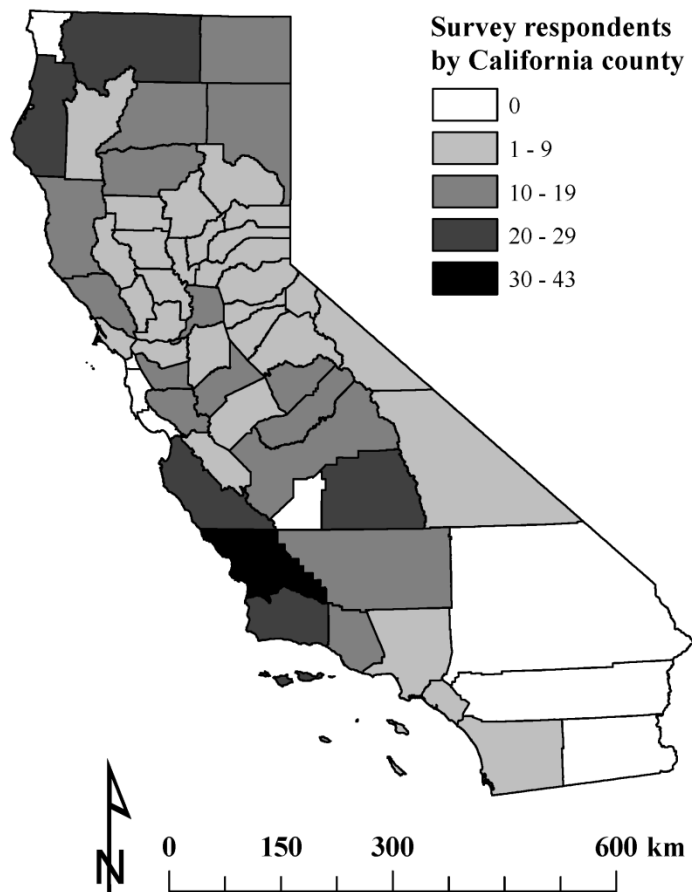 Survey respondents
by California county
0
1 - 9
10 - 19
20 - 29
30 - 43
N
0 150 300 600 km